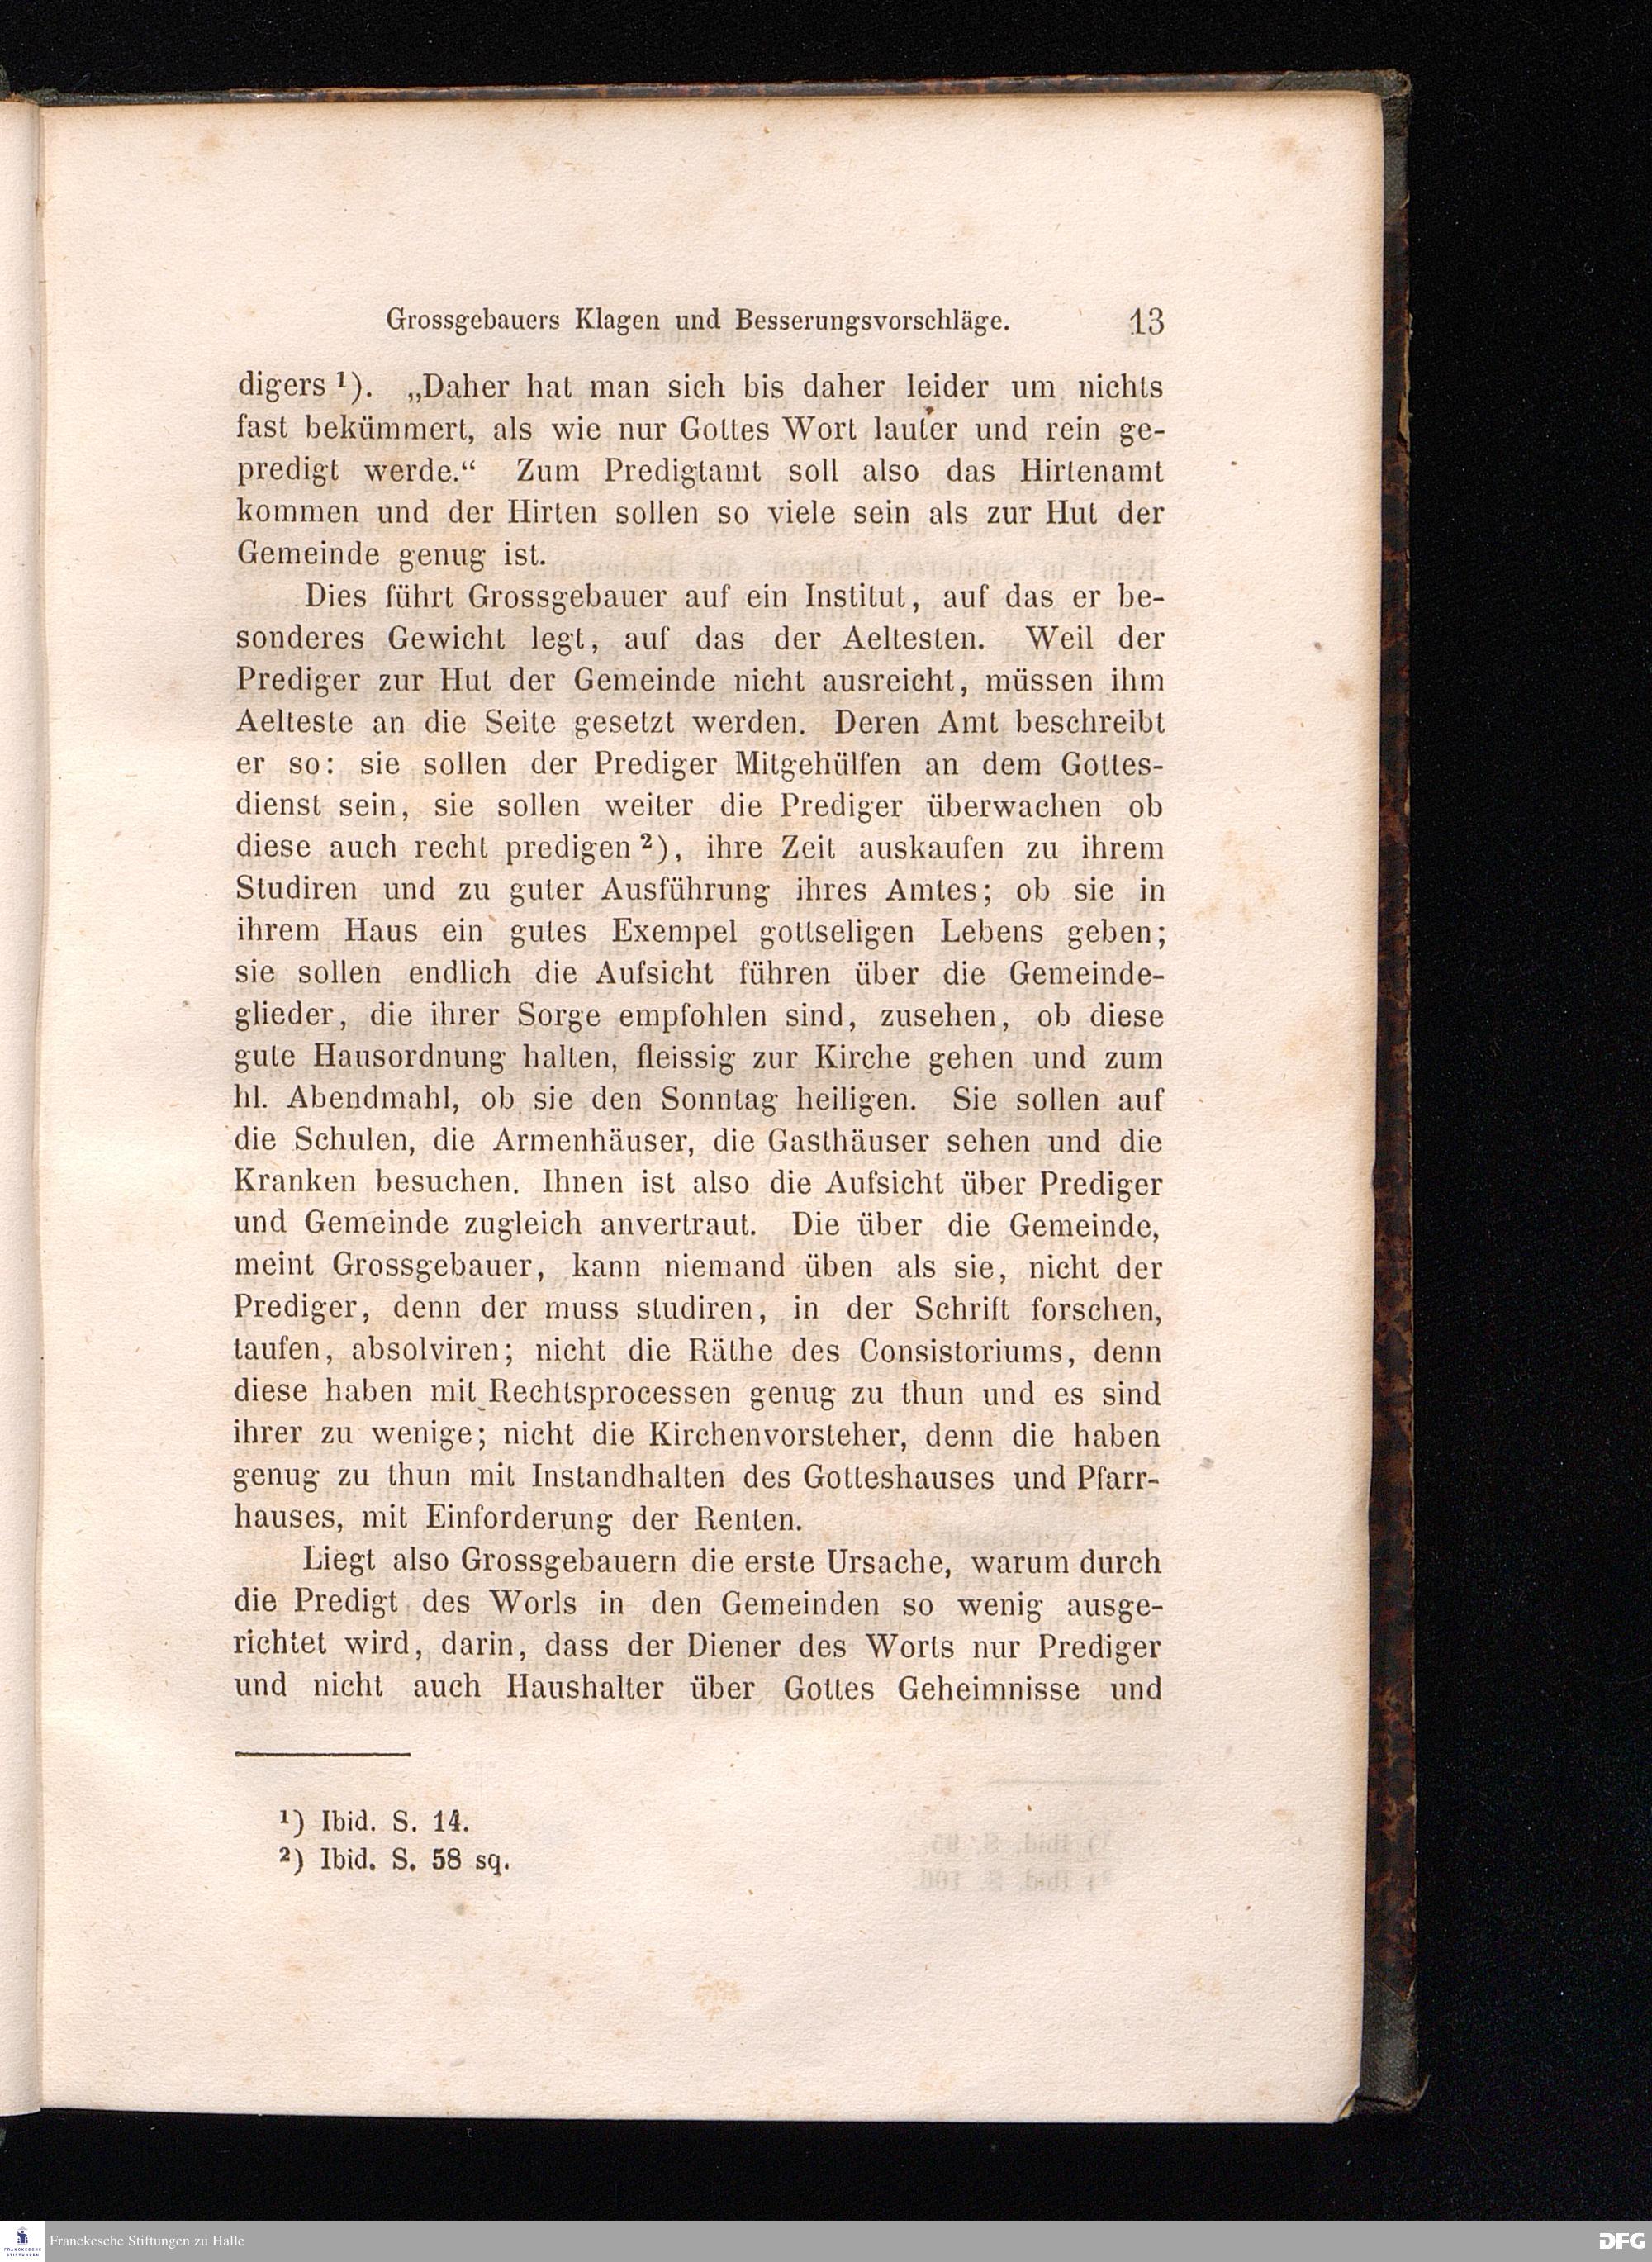 Grossgebauers Klagen und Besserungsvorschläge. 13
digers ¹). „Daher hat man sich bis daher leider um nichts
fast bekümmert, als wie nur Gottes Wort lauter und rein ge-
predigt werde.“ Zum Predigtamt soll also das Hirtenamt
kommen und der Hirten sollen so viele sein als zur Hut der
Gemeinde genug ist.
Dies führt Grossgebauer auf ein Institut, auf das er be-
sonderes Gewicht legt, auf das der Aeltesten. Weil der
Prediger zur Hut der Gemeinde nicht ausreicht, müssen ihm
Aelteste an die Seite gesetzt werden. Deren Amt beschreibt
er so: sie sollen der Prediger Mitgehülfen an dem Gottes-
dienst sein, sie sollen weiter die Prediger überwachen ob
diese auch recht predigen ²), ihre Zeit auskaufen zu ihrem
Studiren und zu guter Ausführung ihres Amtes; ob sie in
ihrem Haus ein gutes Exempel gottseligen Lebens geben;
sie sollen endlich die Aufsicht führen über die Gemeinde-
glieder, die ihrer Sorge empfohlen sind, zusehen, ob diese
gute Hausordnung halten, fleissig zur Kirche gehen und zum
hl. Abendmahl, ob sie den Sonntag heiligen. Sie sollen auf
die Schulen, die Armenhäuser, die Gasthäuser sehen und die
Kranken besuchen. Ihnen ist also die Aufsicht über Prediger
und Gemeinde zugleich anvertraut. Die über die Gemeinde,
meint Grossgebauer, kann niemand üben als sie, nicht der
Prediger, denn der muss studiren, in der Schrift forschen,
taufen, absolviren; nicht die Räthe des Consistoriums, denn
diese haben mit Rechtsprocessen genug zu thun und es sind
ihrer zu wenige; nicht die Kirchenvorsteher, denn die haben
genug zu thun mit Instandhalten des Gotteshauses und Pfarr-
hauses, mit Einforderung der Renten.
Liegt also Grossgebauern die erste Ursache, warum durch
die Predigt des Worts in den Gemeinden so wenig ausge-
richtet wird, darin, dass der Diener des Worts nur Prediger
und nicht auch Haushalter über Gottes Geheimnisse und
¹) Ibid. S. 14.
²) Ibid. S. 58 sq.
FRANCKESCHE
STIFTUNGEN
Franckesche Stiftungen zu Halle
DFG